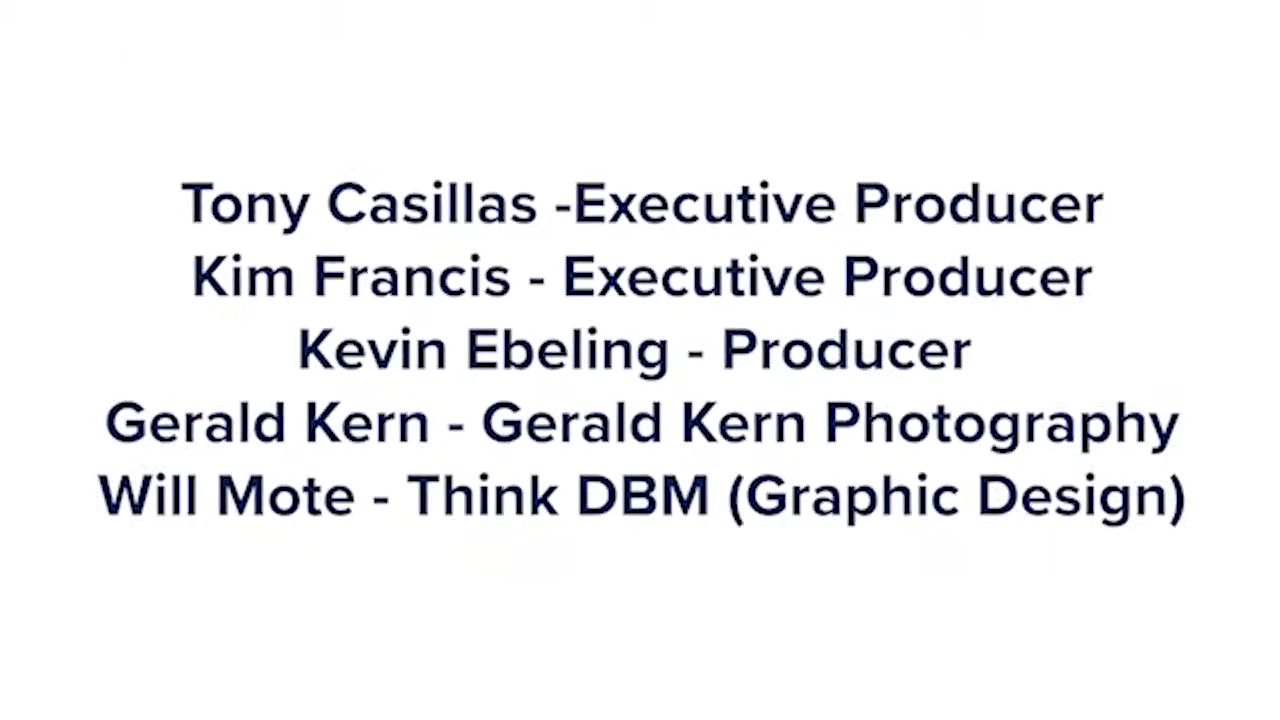 Tony Casillas -Executive Producer
Kim Francis - Executive Producer
Kevin Ebeling - Producer
Gerald Kern - Gerald Kern Photography
Will Mote - Think DBM (Graphic Design)